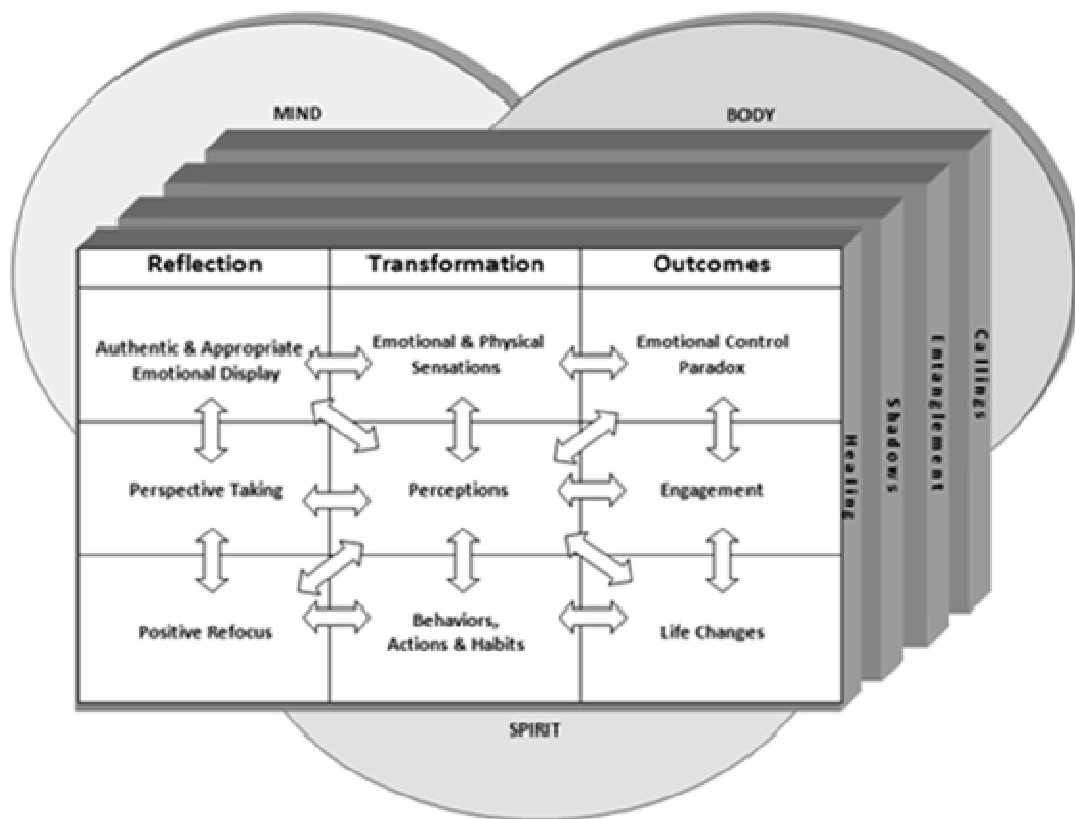 MIND
BODY
Reflection
Transformation
Outcomes
Authentic & Appropriate
Emotional Display
Emotional & Physical
Sensations
Emotional Control
Paradox
Perspective Taking
Perceptions
Engagement
Positive Refocus
Behaviors,
Actions & Habits
Life Changes
Healing
Shadows
Entanglement
Callings
SPIRIT